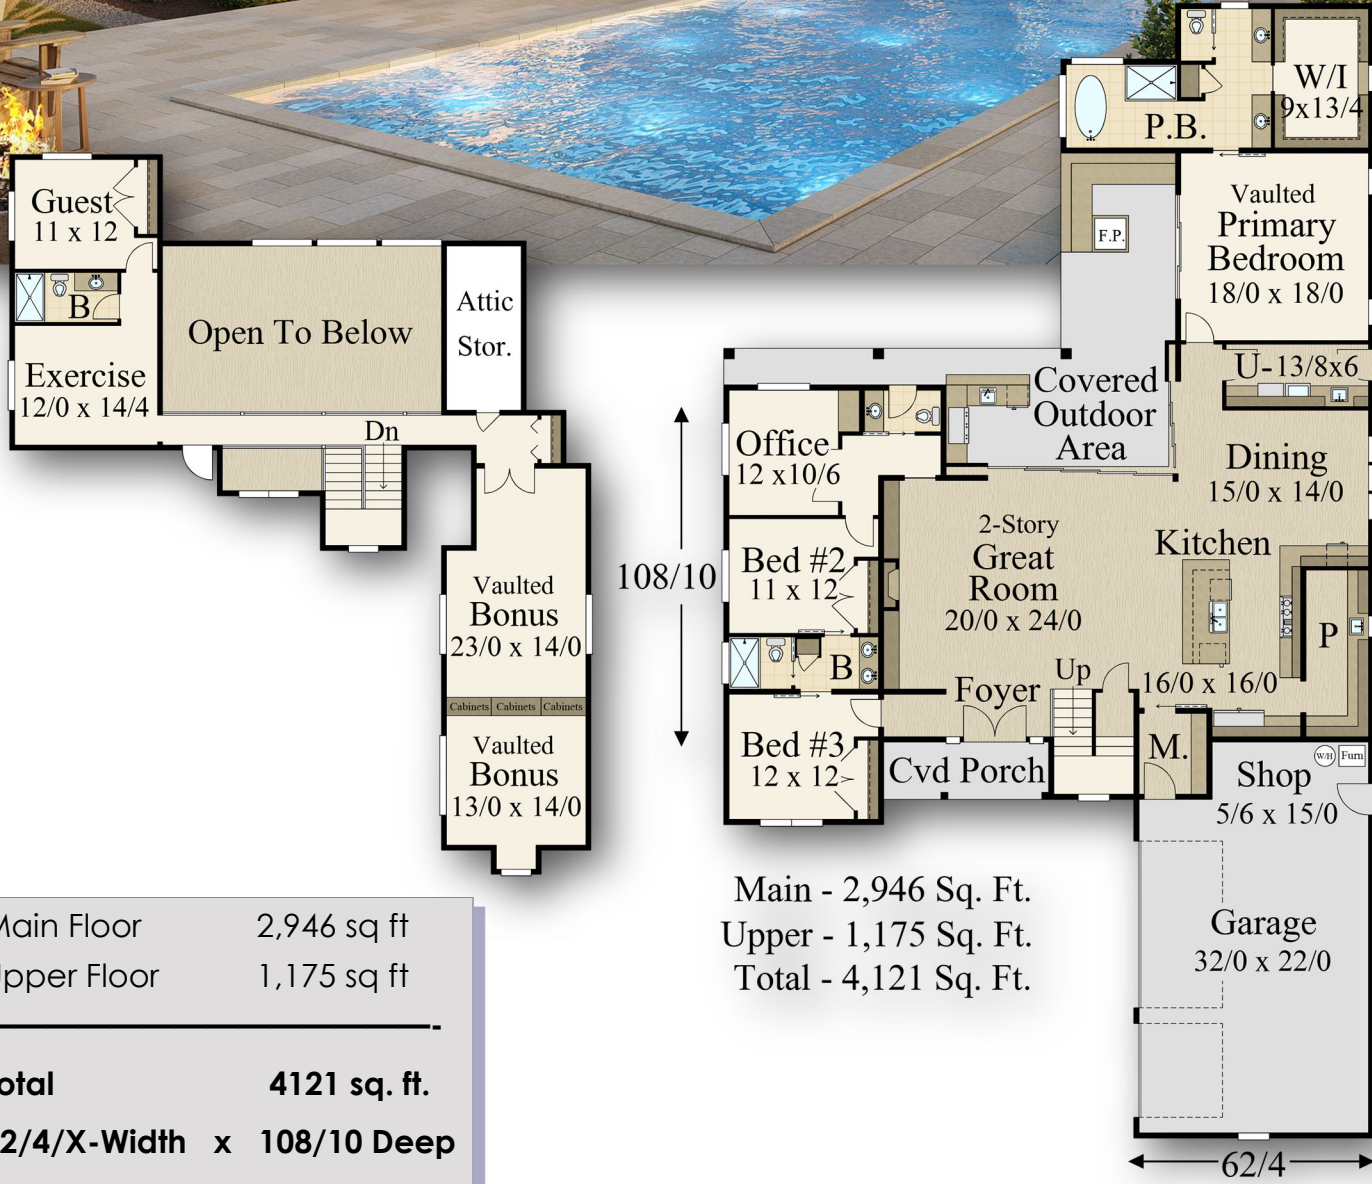 Guest
11 x 12
B
Exercise
12/0 x 14/4
Open To Below
Attic
Stor.
Dn
Vaulted
Bonus
23/0 x 14/0
Cabinets Cabinets Cabinets
Vaulted
Bonus
13/0 x 14/0
W/I
9x13/4
P.B.
Vaulted
Primary
Bedroom
18/0 x 18/0
F.P.
U-13/8x6
Covered
Outdoor
Area
Office
12 x10/6
Dining
15/0 x 14/0
2-Story
Great
Room
20/0 x 24/0
Kitchen
16/0 x 16/0
Bed #2
11 x 12
108/10
B
P
Foyer
Up
Bed #3
12 x 12
Cvd Porch
M.
W/H
Furn
Shop
5/6 x 15/0
Garage
32/0 x 22/0
62/4
Main - 2,946 Sq. Ft.
Upper - 1,175 Sq. Ft.
Total - 4,121 Sq. Ft.
Main Floor 2,946 sq ft
Upper Floor 1,175 sq ft
otal 4121 sq. ft.
2/4/X-Width x 108/10 Deep